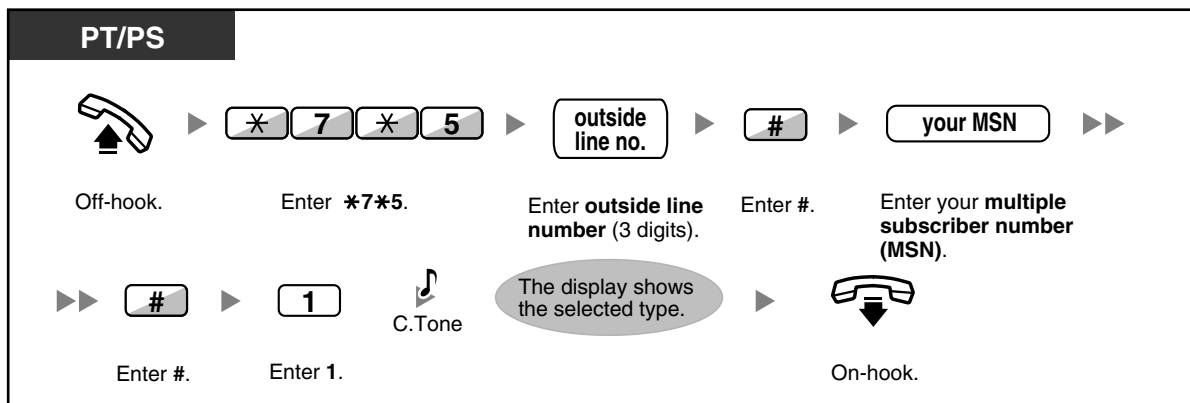 PT/PS
* 7 * 5
outside
line no.
#
your MSN
Off-hook.
Enter *7*5.
Enter outside line
number (3 digits).
Enter #.
Enter your multiple
subscriber number
(MSN).
#
1
C.Tone
The display shows
the selected type.
Enter #.
Enter 1.
On-hook.